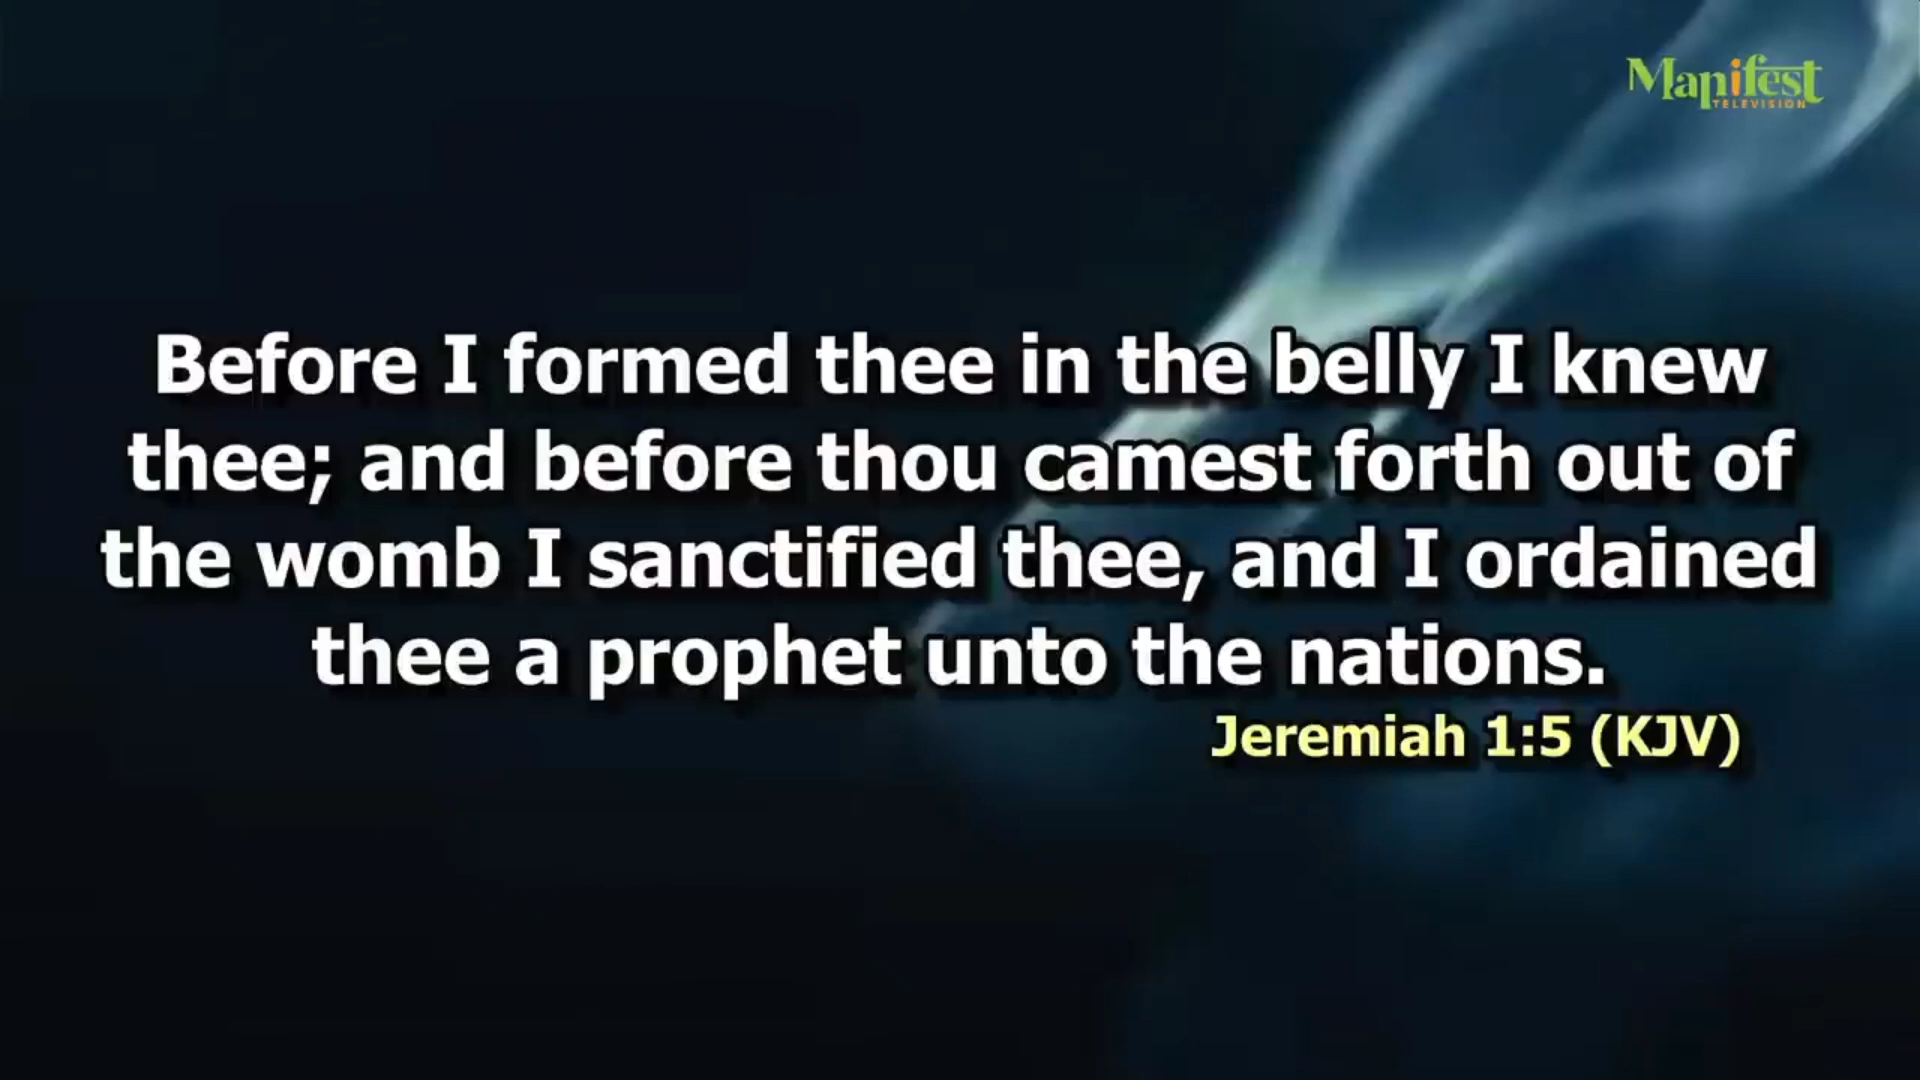 Manifest
TELEVISION
Before I formed thee in the belly I knew
thee; and before thou camest forth out of
the womb I sanctified thee, and I ordained
thee a prophet unto the nations.
Jeremiah 1:5 (KJV)